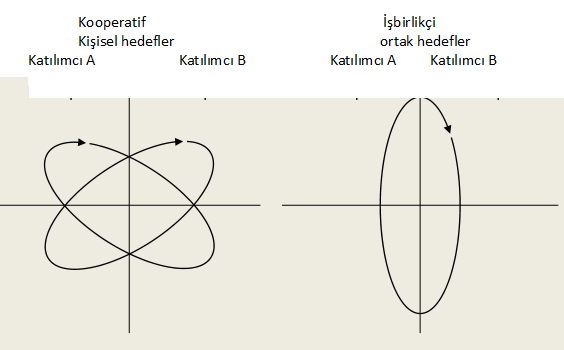 Kooperatif
Kişisel hedefler
Katılımcı A Katılımcı B
İşbirlikçi
ortak hedefler
Katılımcı A Katılımcı B